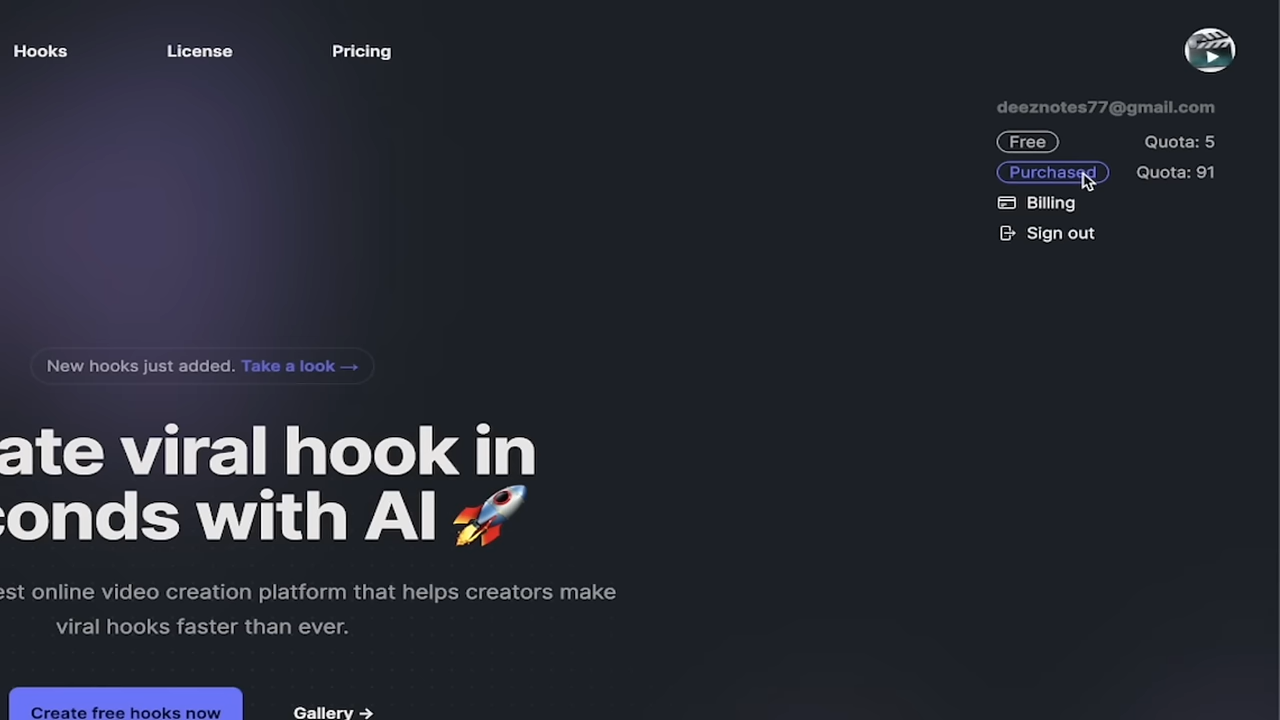 Hooks License Pricing
deeznotes77@gmail.com
Free Quota: 5
Purchased Quota: 91
Billing
Sign out
New hooks just added. Take a look →
ate viral hook in
conds with AI 🚀
est online video creation platform that helps creators make
viral hooks faster than ever.
Create free hooks now Gallery →